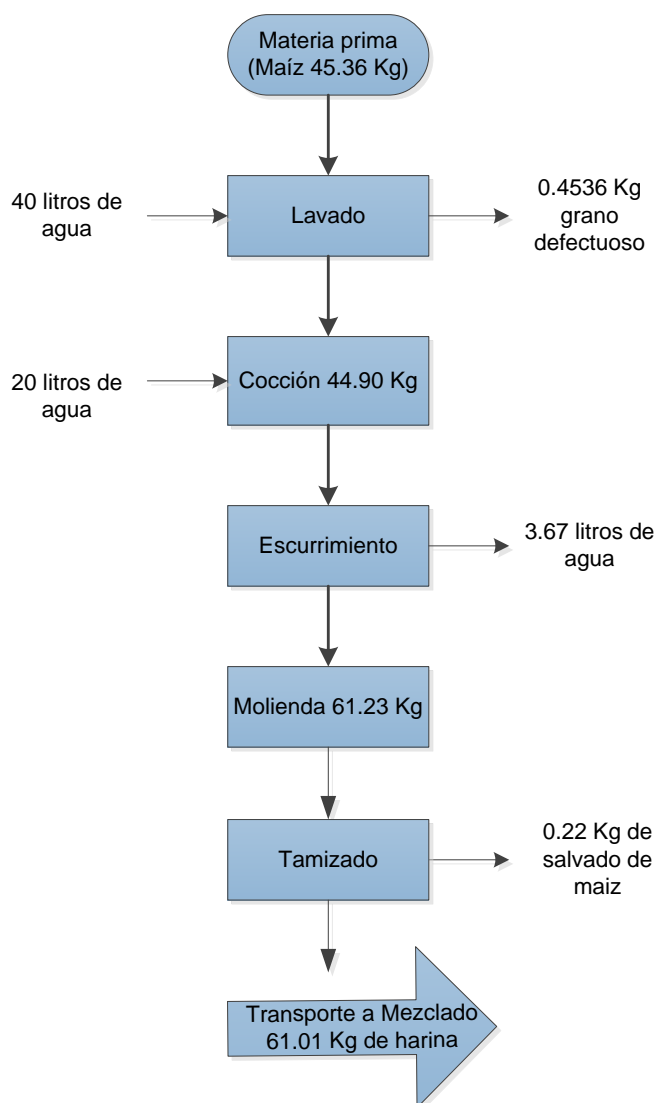 Materia prima
(Maíz 45.36 Kg)
40 litros de
agua
Lavado
0.4536 Kg
grano
defectuoso
20 litros de
agua
Cocción 44.90 Kg
Escurrimiento
3.67 litros de
agua
Molienda 61.23 Kg
Tamizado
0.22 Kg de
salvado de
maiz
Transporte a Mezclado
61.01 Kg de harina